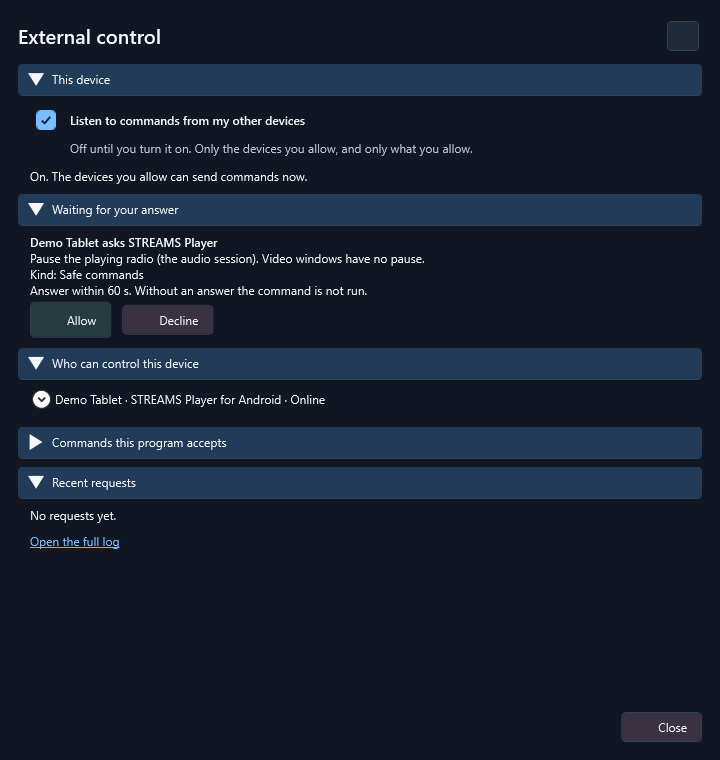 External control
This device
Listen to commands from my other devices
Off until you turn it on. Only the devices you allow, and only what you allow.
On. The devices you allow can send commands now.
Waiting for your answer
Demo Tablet asks STREAMS Player
Pause the playing radio (the audio session). Video windows have no pause.
Kind: Safe commands
Answer within 60 s. Without an answer the command is not run.
Allow
Decline
Who can control this device
Demo Tablet · STREAMS Player for Android · Online
Commands this program accepts
Recent requests
No requests yet.
Open the full log
Close